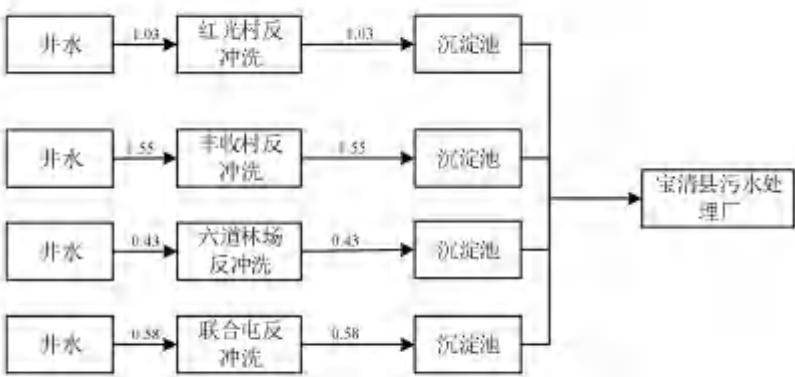 井水
1.03
红光村反
冲洗
1.03
沉淀池
井水
1.55
丰收村反
冲洗
1.55
沉淀池
宝清县污水处
理厂
井水
0.43
六道林场
反冲洗
0.43
沉淀池
井水
0.58
联合屯反
冲洗
0.58
沉淀池